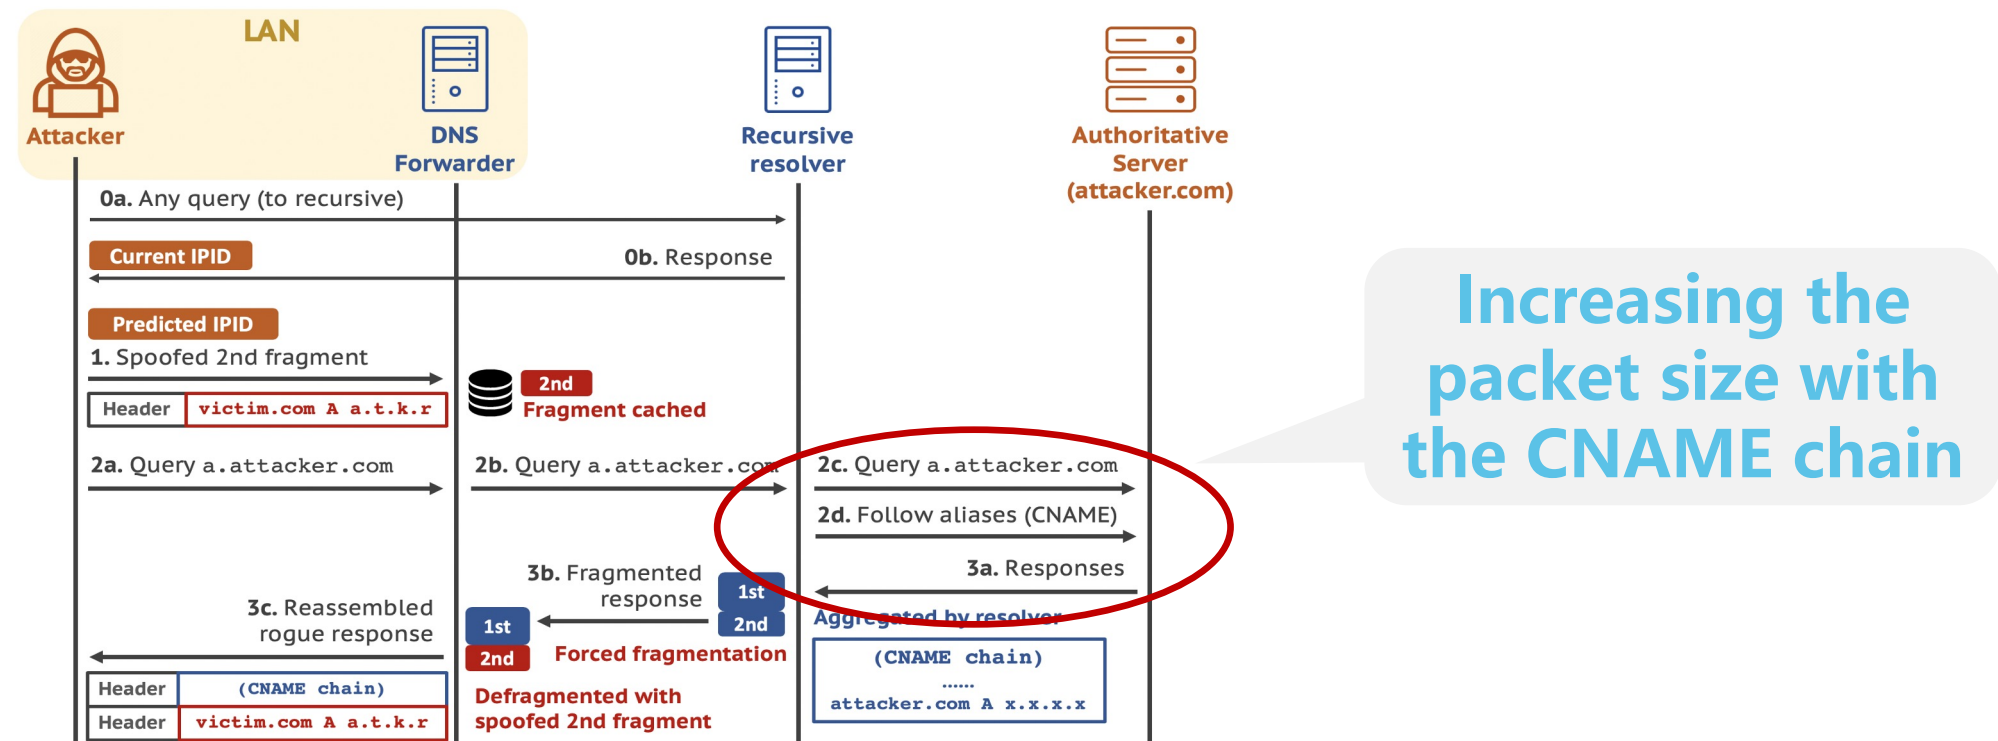 LAN
Attacker
DNS
Forwarder
Recursive
resolver
Authoritative
Server
(attacker.com)
0a. Any query (to recursive)
Current IPID
0b. Response
Predicted IPID
1. Spoofed 2nd fragment
Header victim.com A a.t.k.r
2nd
Fragment cached
2a. Query a.attacker.com
2b. Query a.attacker.com
2c. Query a.attacker.com
2d. Follow aliases (CNAME)
3a. Responses
Aggregated by resolver
(CNAME chain)
......
attacker.com A x.x.x.x
3b. Fragmented
response
1st
2nd
Forced fragmentation
1st
2nd
Defragmented with
spoofed 2nd fragment
3c. Reassembled
rogue response
Header (CNAME chain)
Header victim.com A a.t.k.r
Increasing the
packet size with
the CNAME chain